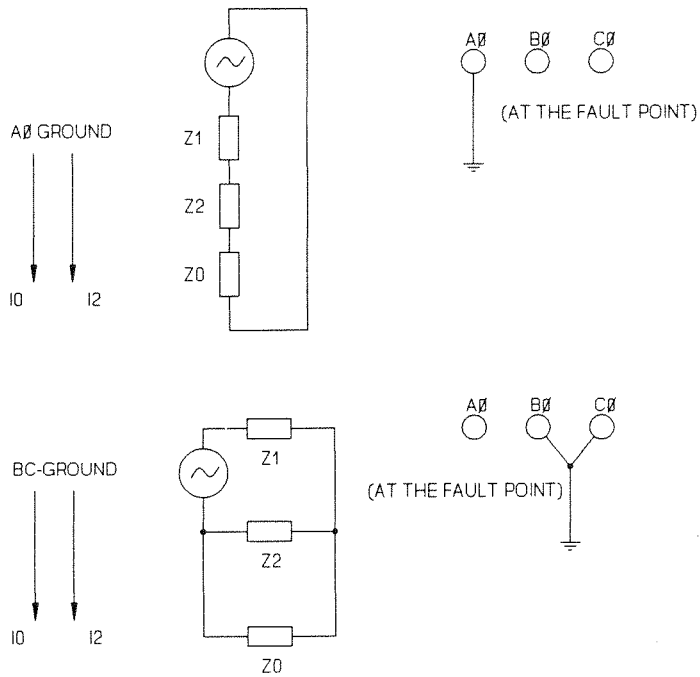 AØ BØ CØ
(AT THE FAULT POINT)
AØ GROUND
Z1
Z2
Z0
I0 I2
AØ BØ CØ
Z1
BC-GROUND
(AT THE FAULT POINT)
Z2
I0 I2
Z0